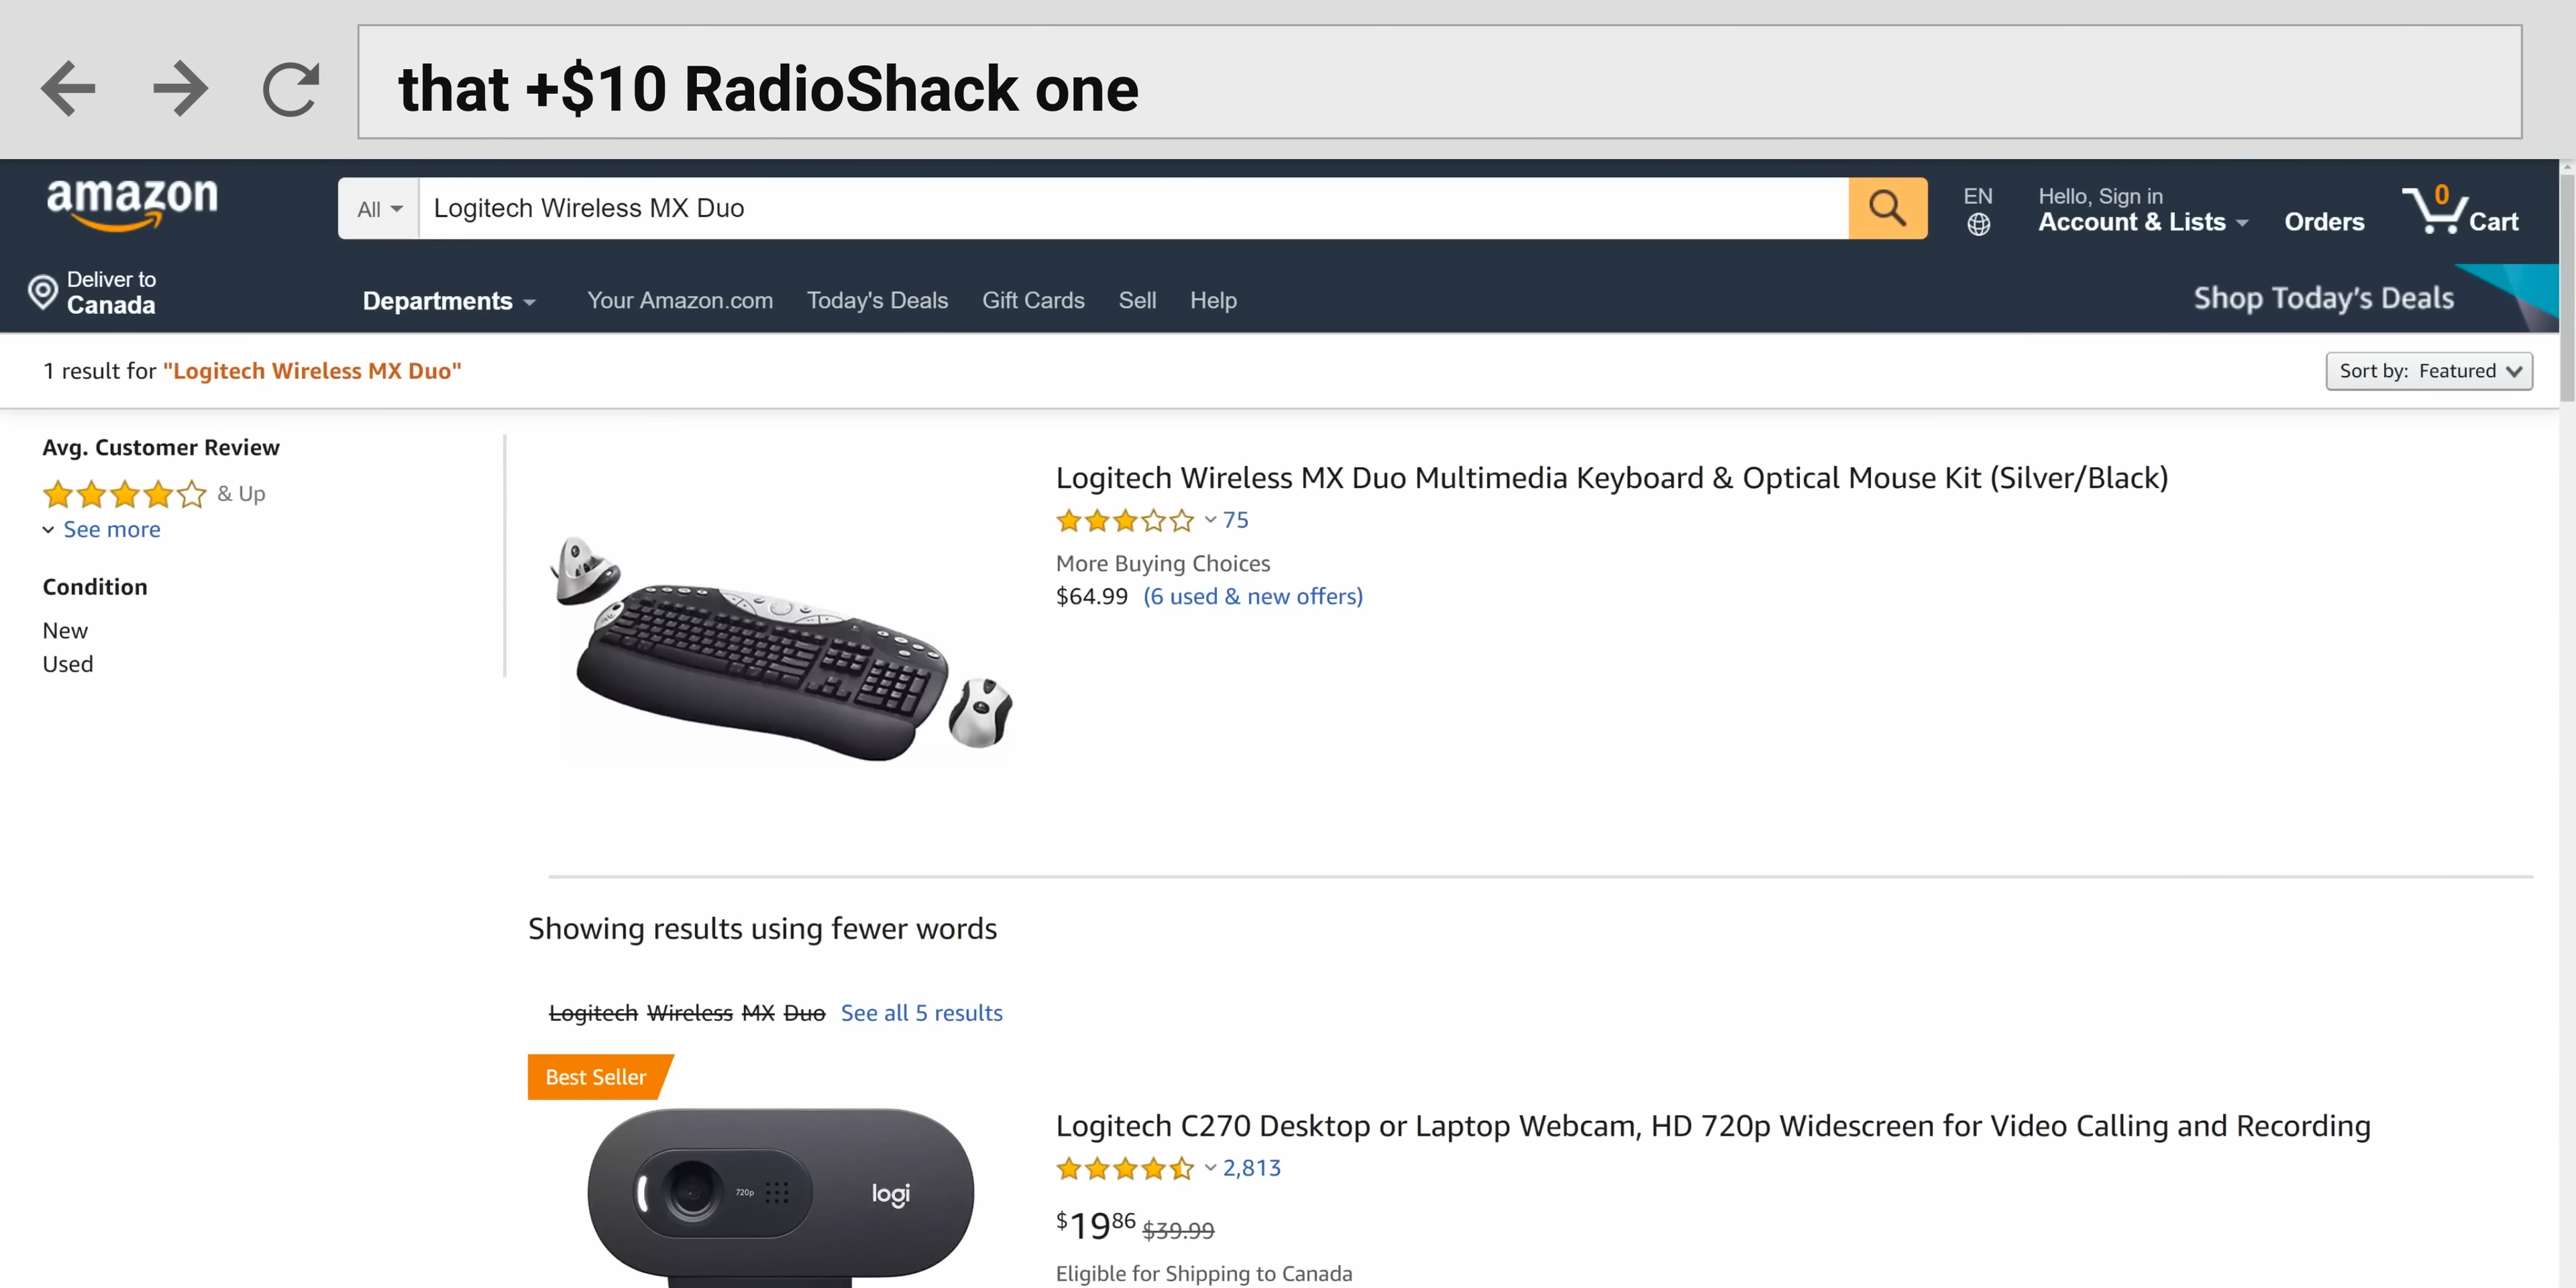 that +$10 RadioShack one
amazon
All
Logitech Wireless MX Duo
EN
Hello, Sign in
Account & Lists
Orders
0
Cart
Deliver to
Canada
Departments
Your Amazon.com
Today's Deals
Gift Cards
Sell
Help
Shop Today's Deals
1 result for "Logitech Wireless MX Duo"
Sort by: Featured
Avg. Customer Review
& Up
See more
Condition
New
Used
Logitech Wireless MX Duo Multimedia Keyboard & Optical Mouse Kit (Silver/Black)
75
More Buying Choices
$64.99 (6 used & new offers)
Showing results using fewer words
Logitech Wireless MX Duo See all 5 results
Best Seller
720p
logi
Logitech C270 Desktop or Laptop Webcam, HD 720p Widescreen for Video Calling and Recording
2,813
$19 86 $39.99
Eligible for Shipping to Canada